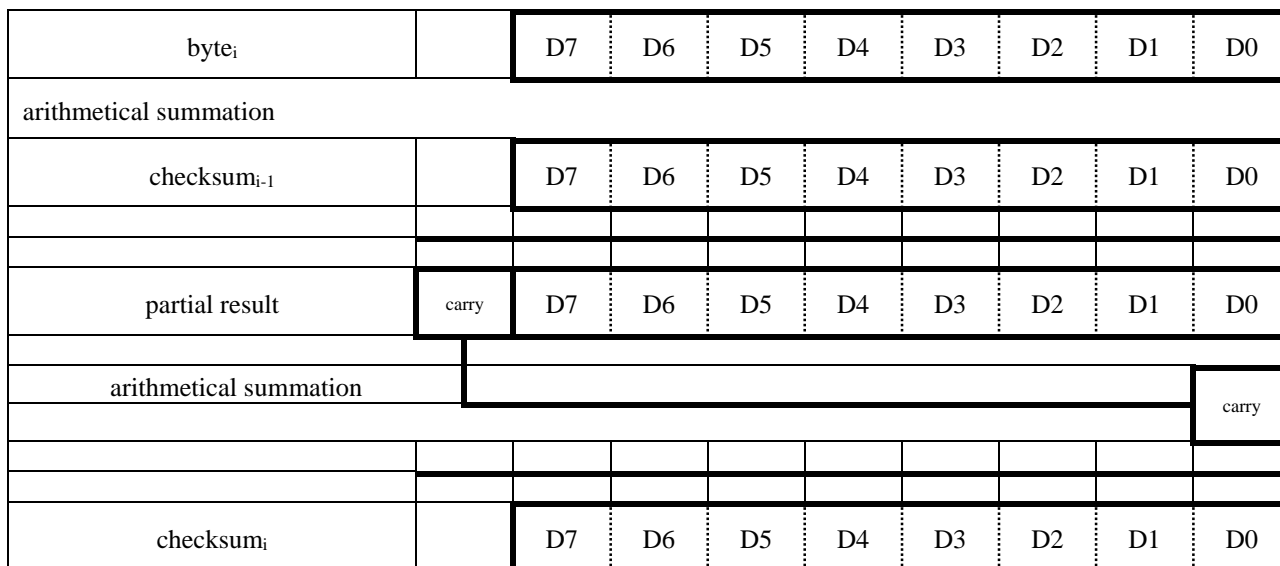 byteᵢ D7 D6 D5 D4 D3 D2 D1 D0
arithmetical summation
checksumᵢ₋₁ D7 D6 D5 D4 D3 D2 D1 D0
partial result carry D7 D6 D5 D4 D3 D2 D1 D0
arithmetical summation
carry
checksumᵢ D7 D6 D5 D4 D3 D2 D1 D0